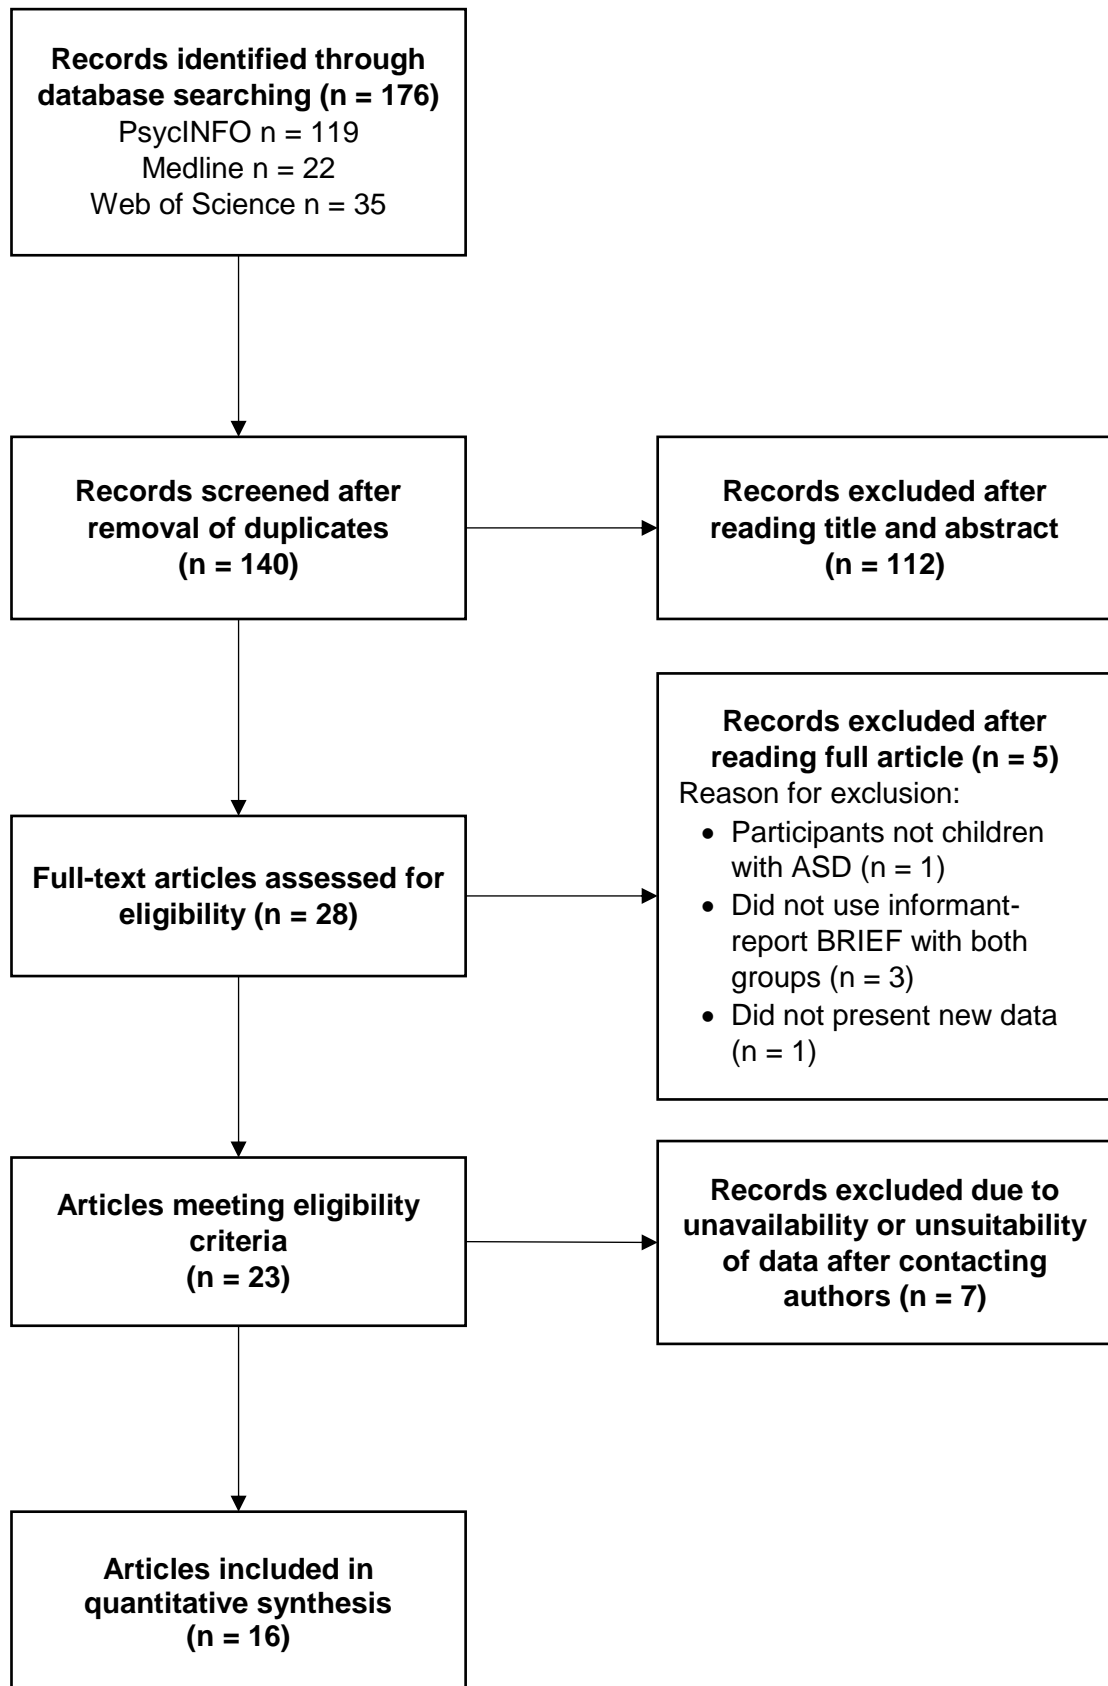 Records identified through
database searching (n = 176)
PsycINFO n = 119
Medline n = 22
Web of Science n = 35
Records screened after
removal of duplicates
(n = 140)
Records excluded after
reading title and abstract
(n = 112)
Records excluded after
reading full article (n = 5)
Reason for exclusion:
• Participants not children
with ASD (n = 1)
• Did not use informant-
report BRIEF with both
groups (n = 3)
• Did not present new data
(n = 1)
Full-text articles assessed for
eligibility (n = 28)
Articles meeting eligibility
criteria
(n = 23)
Records excluded due to
unavailability or unsuitability
of data after contacting
authors (n = 7)
Articles included in
quantitative synthesis
(n = 16)